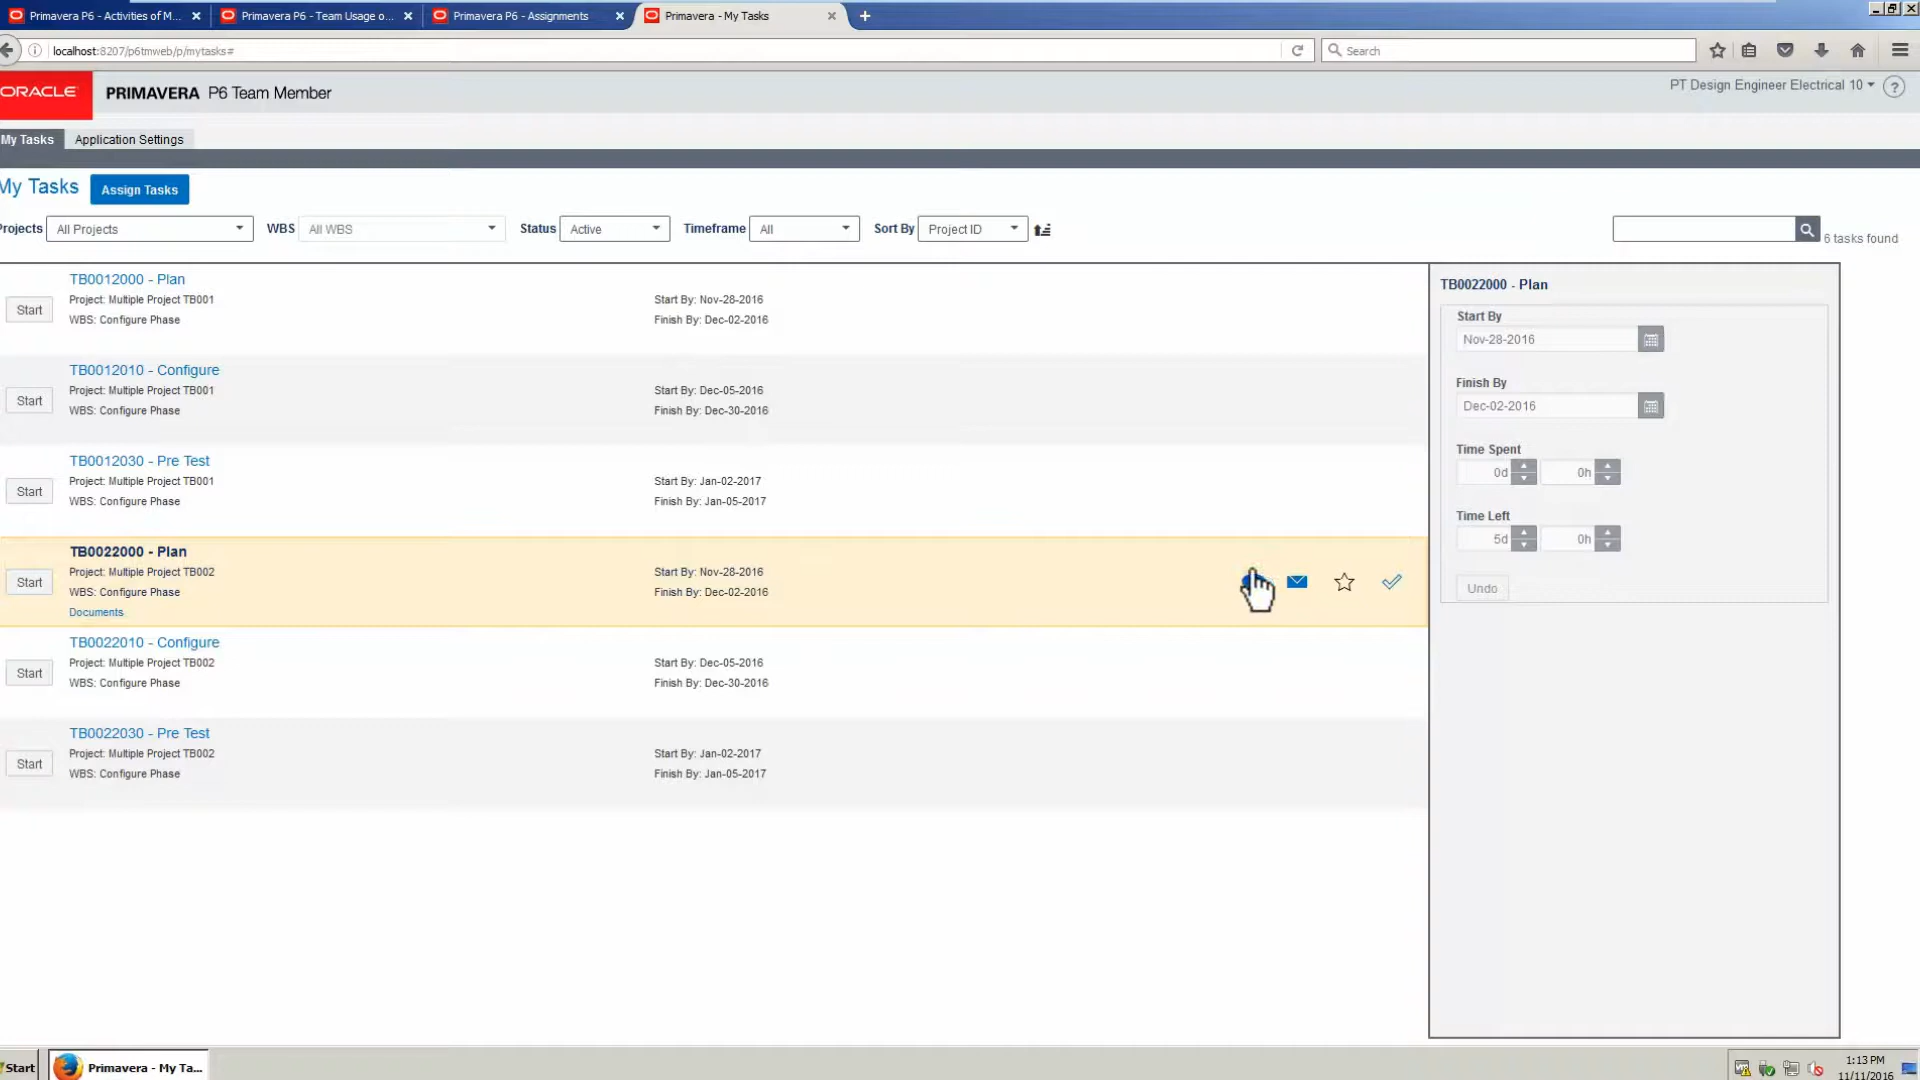 Primavera P6 - Activities of M...
Primavera P6 - Team Usage o...
Primavera P6 - Assignments
Primavera - My Tasks
localhost:8207/p6tmweb/p/mytasks#
Search
ORACLE
PRIMAVERA P6 Team Member
PT Design Engineer Electrical 10
?
My Tasks
Application Settings
My Tasks
Assign Tasks
Projects
All Projects
WBS
All WBS
Status
Active
Timeframe
All
Sort By
Project ID
6 tasks found
TB0012000 - Plan
Start
Project: Multiple Project TB001
WBS: Configure Phase
Start By: Nov-28-2016
Finish By: Dec-02-2016
TB0012010 - Configure
Start
Project: Multiple Project TB001
WBS: Configure Phase
Start By: Dec-05-2016
Finish By: Dec-30-2016
TB0012030 - Pre Test
Start
Project: Multiple Project TB001
WBS: Configure Phase
Start By: Jan-02-2017
Finish By: Jan-05-2017
TB0022000 - Plan
Start
Project: Multiple Project TB002
WBS: Configure Phase
Documents
Start By: Nov-28-2016
Finish By: Dec-02-2016
TB0022010 - Configure
Start
Project: Multiple Project TB002
WBS: Configure Phase
Start By: Dec-05-2016
Finish By: Dec-30-2016
TB0022030 - Pre Test
Start
Project: Multiple Project TB002
WBS: Configure Phase
Start By: Jan-02-2017
Finish By: Jan-05-2017
TB0022000 - Plan
Start By
Nov-28-2016
Finish By
Dec-02-2016
Time Spent
0d
0h
Time Left
5d
0h
Undo
Start
Primavera - My Ta...
1:13 PM
11/11/2016